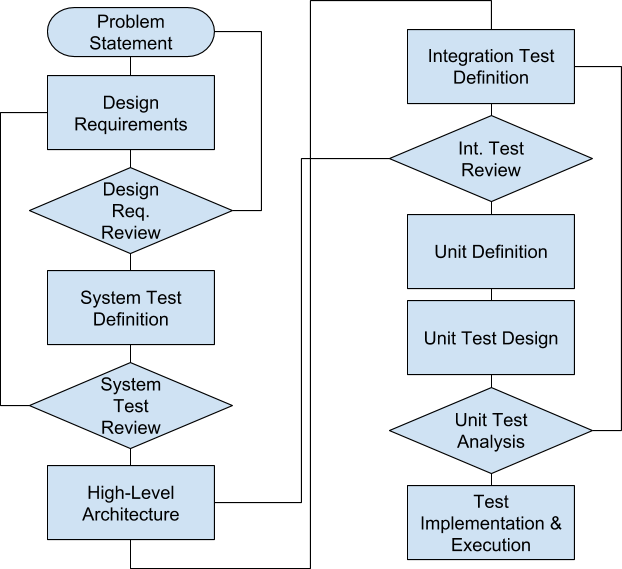 Problem
Statement
Design
Requirements
Design
Req.
Review
System Test
Definition
System
Test
Review
High-Level
Architecture
Integration Test
Definition
Int. Test
Review
Unit Definition
Unit Test Design
Unit Test
Analysis
Test
Implementation &
Execution